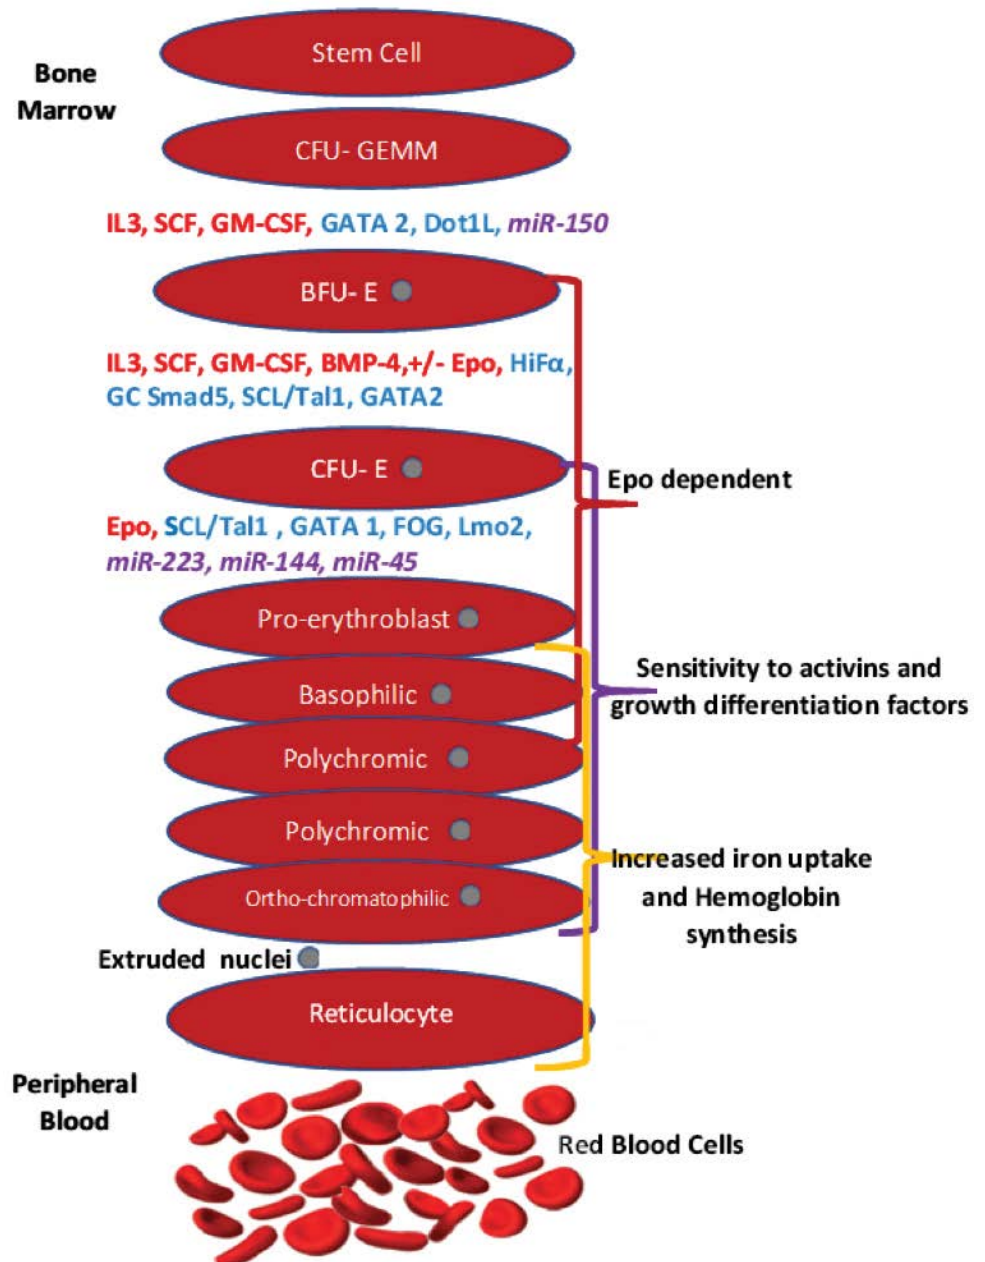 Stem Cell
Bone
Marrow
CFU- GEMM
IL3, SCF, GM-CSF, GATA 2, Dot1L, miR-150
BFU- E
IL3, SCF, GM-CSF, BMP-4,+/- Epo, HiFα,
GC Smad5, SCL/Tal1, GATA2
CFU- E
Epo dependent
Epo, SCL/Tal1 , GATA 1, FOG, Lmo2,
miR-223, miR-144, miR-45
Pro-erythroblast
Sensitivity to activins and
growth differentiation factors
Basophilic
Polychromic
Polychromic
Increased iron uptake
and Hemoglobin
synthesis
Ortho-chromatophilic
Extruded nuclei
Reticulocyte
Peripheral
Blood
Red Blood Cells